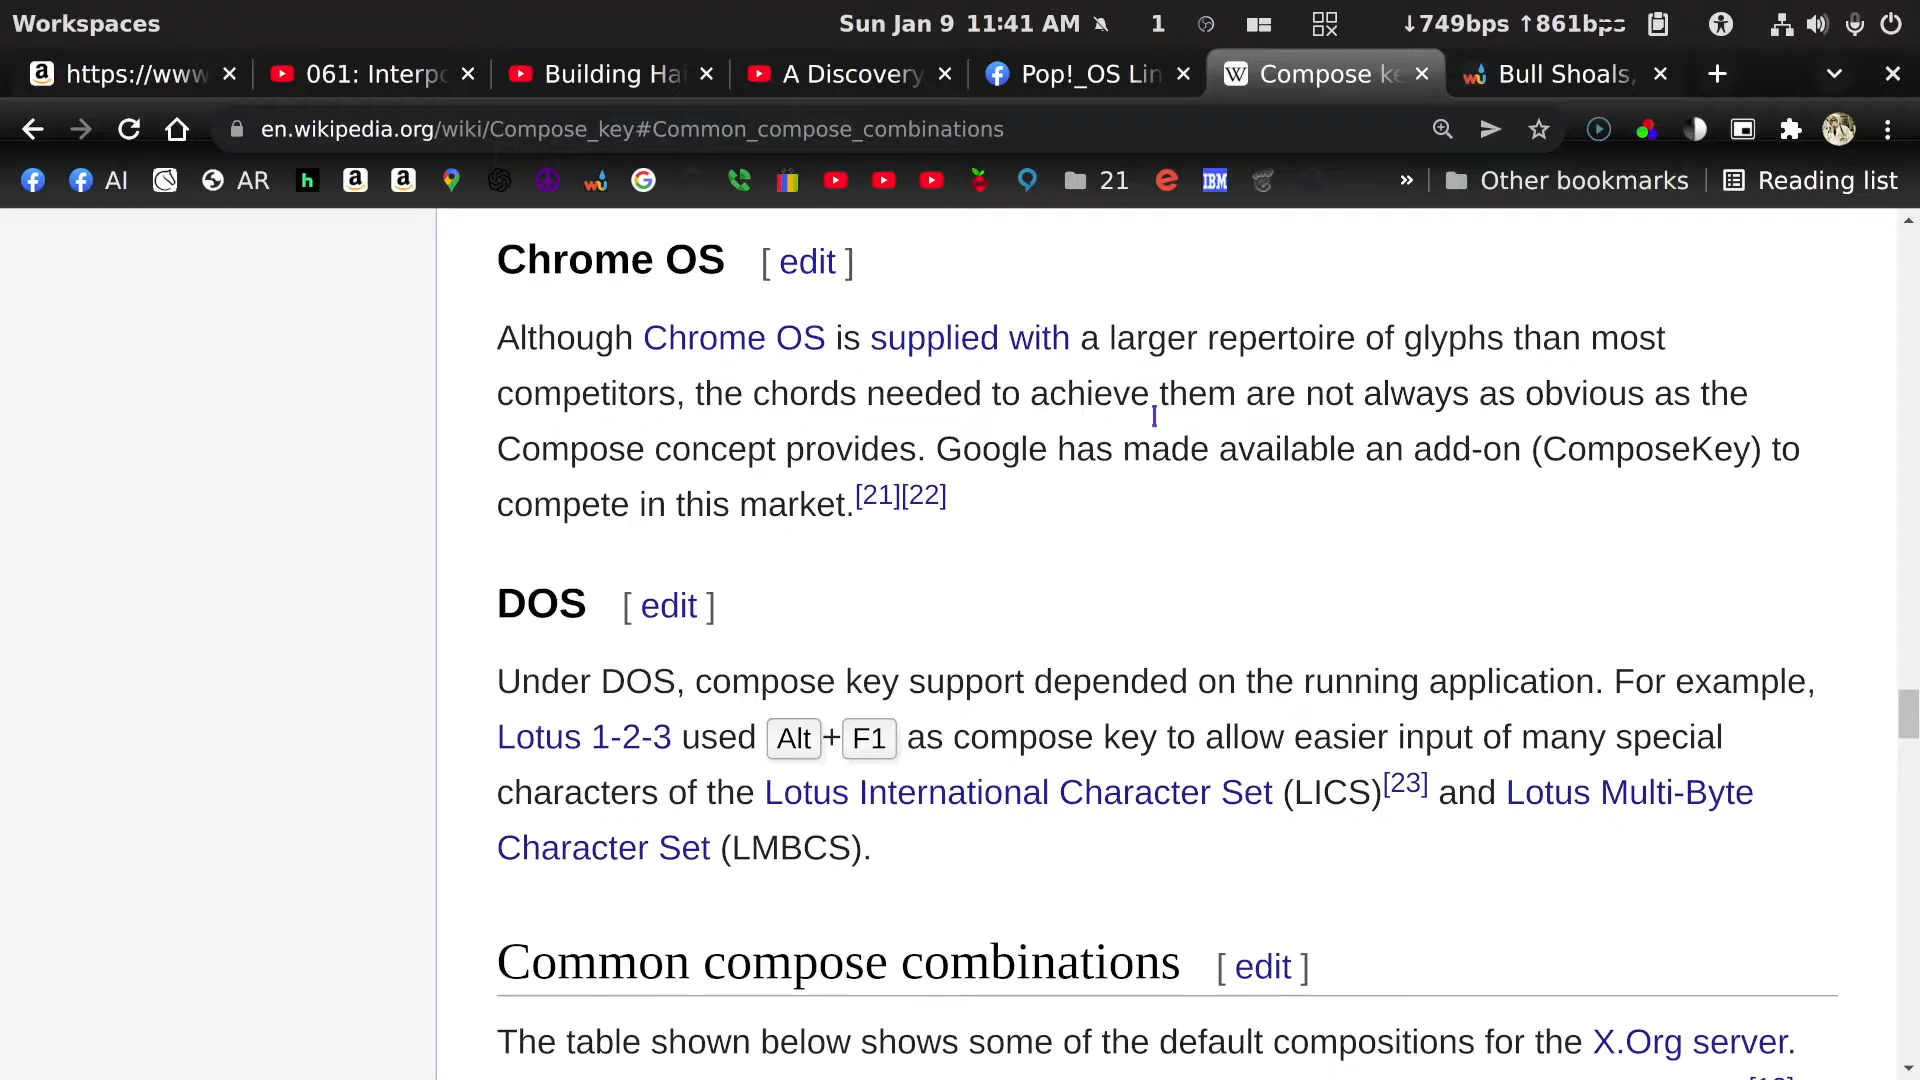 Workspaces Sun Jan 9 11:41 AM 1 ↓749bps ↑861bps
https://www 061: Interpo Building Ha A Discovery Pop!_OS Lin Compose ke Bull Shoals,
en.wikipedia.org/wiki/Compose_key#Common_compose_combinations
AI AR h 21 IBM » Other bookmarks Reading list
Chrome OS [ edit ]
Although Chrome OS is supplied with a larger repertoire of glyphs than most
competitors, the chords needed to achieve them are not always as obvious as the
Compose concept provides. Google has made available an add-on (ComposeKey) to
compete in this market.[21][22]
DOS [ edit ]
Under DOS, compose key support depended on the running application. For example,
Lotus 1-2-3 used Alt+F1 as compose key to allow easier input of many special
characters of the Lotus International Character Set (LICS)[23] and Lotus Multi-Byte
Character Set (LMBCS).
Common compose combinations [ edit ]
The table shown below shows some of the default compositions for the X.Org server.